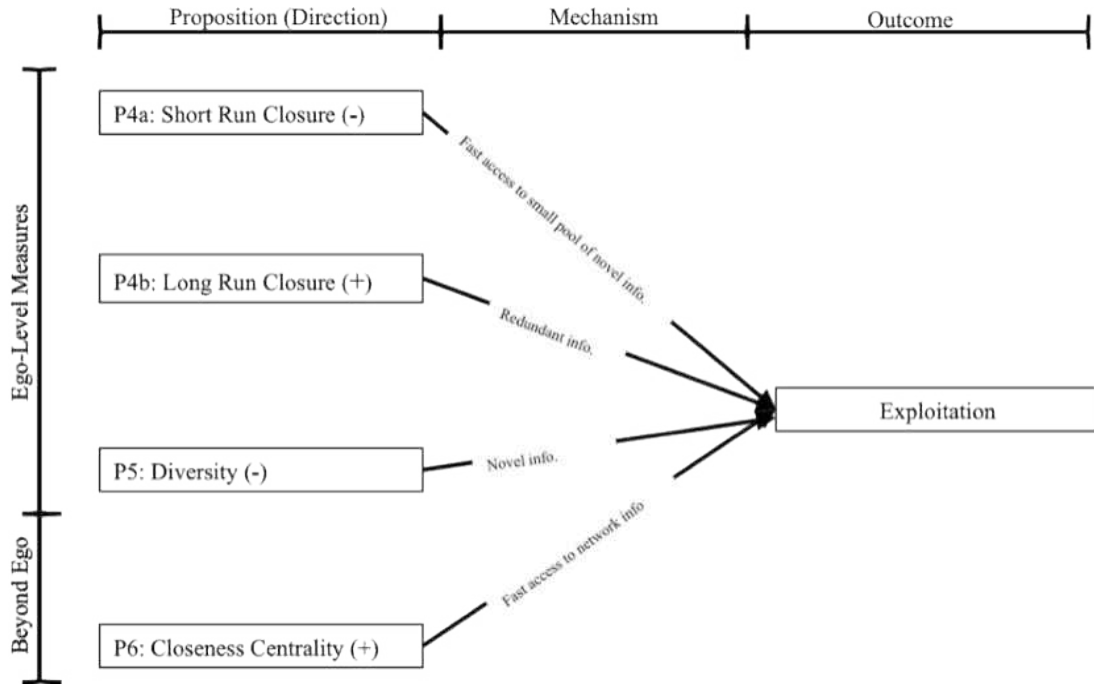 Proposition (Direction)
Mechanism
Outcome
Ego-Level Measures
P4a: Short Run Closure (-)
Fast access to small pool of novel info.
P4b: Long Run Closure (+)
Redundant info.
Exploitation
P5: Diversity (-)
Novel info.
Beyond Ego
P6: Closeness Centrality (+)
Fast access to network info